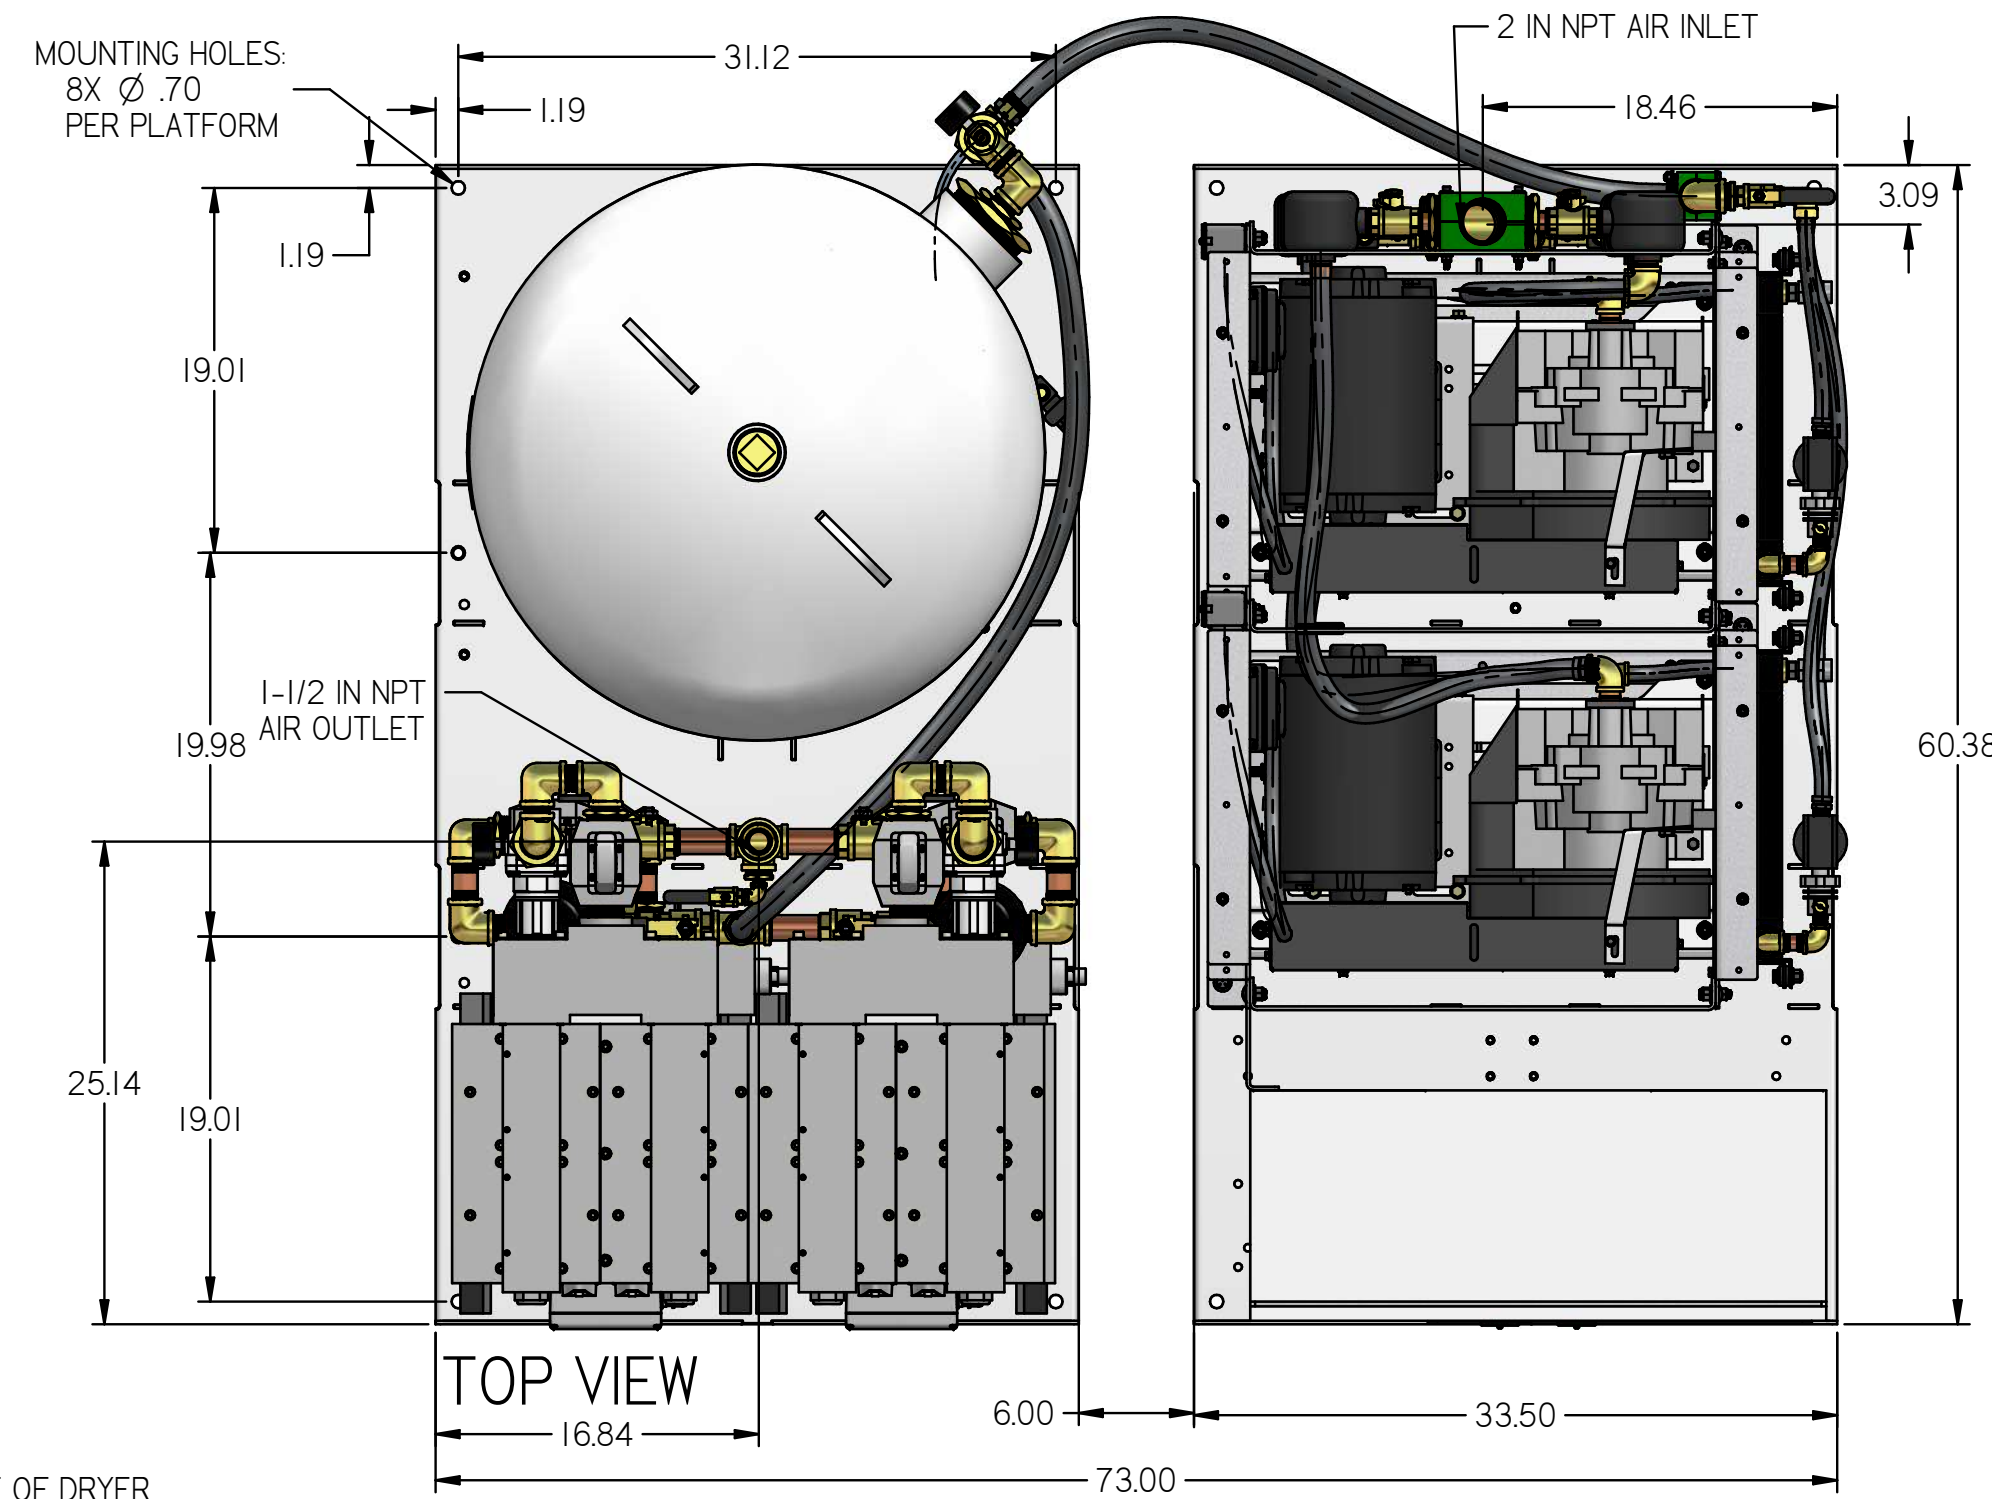 MOUNTING HOLES:
8X Ø .70
PER PLATFORM
31.12
2 IN NPT AIR INLET
1.19
18.46
3.09
1.19
19.01
1-1/2 IN NPT
AIR OUTLET
19.98
60.38
25.14
19.01
TOP VIEW
6.00
33.50
16.84
73.00
OF DRYER